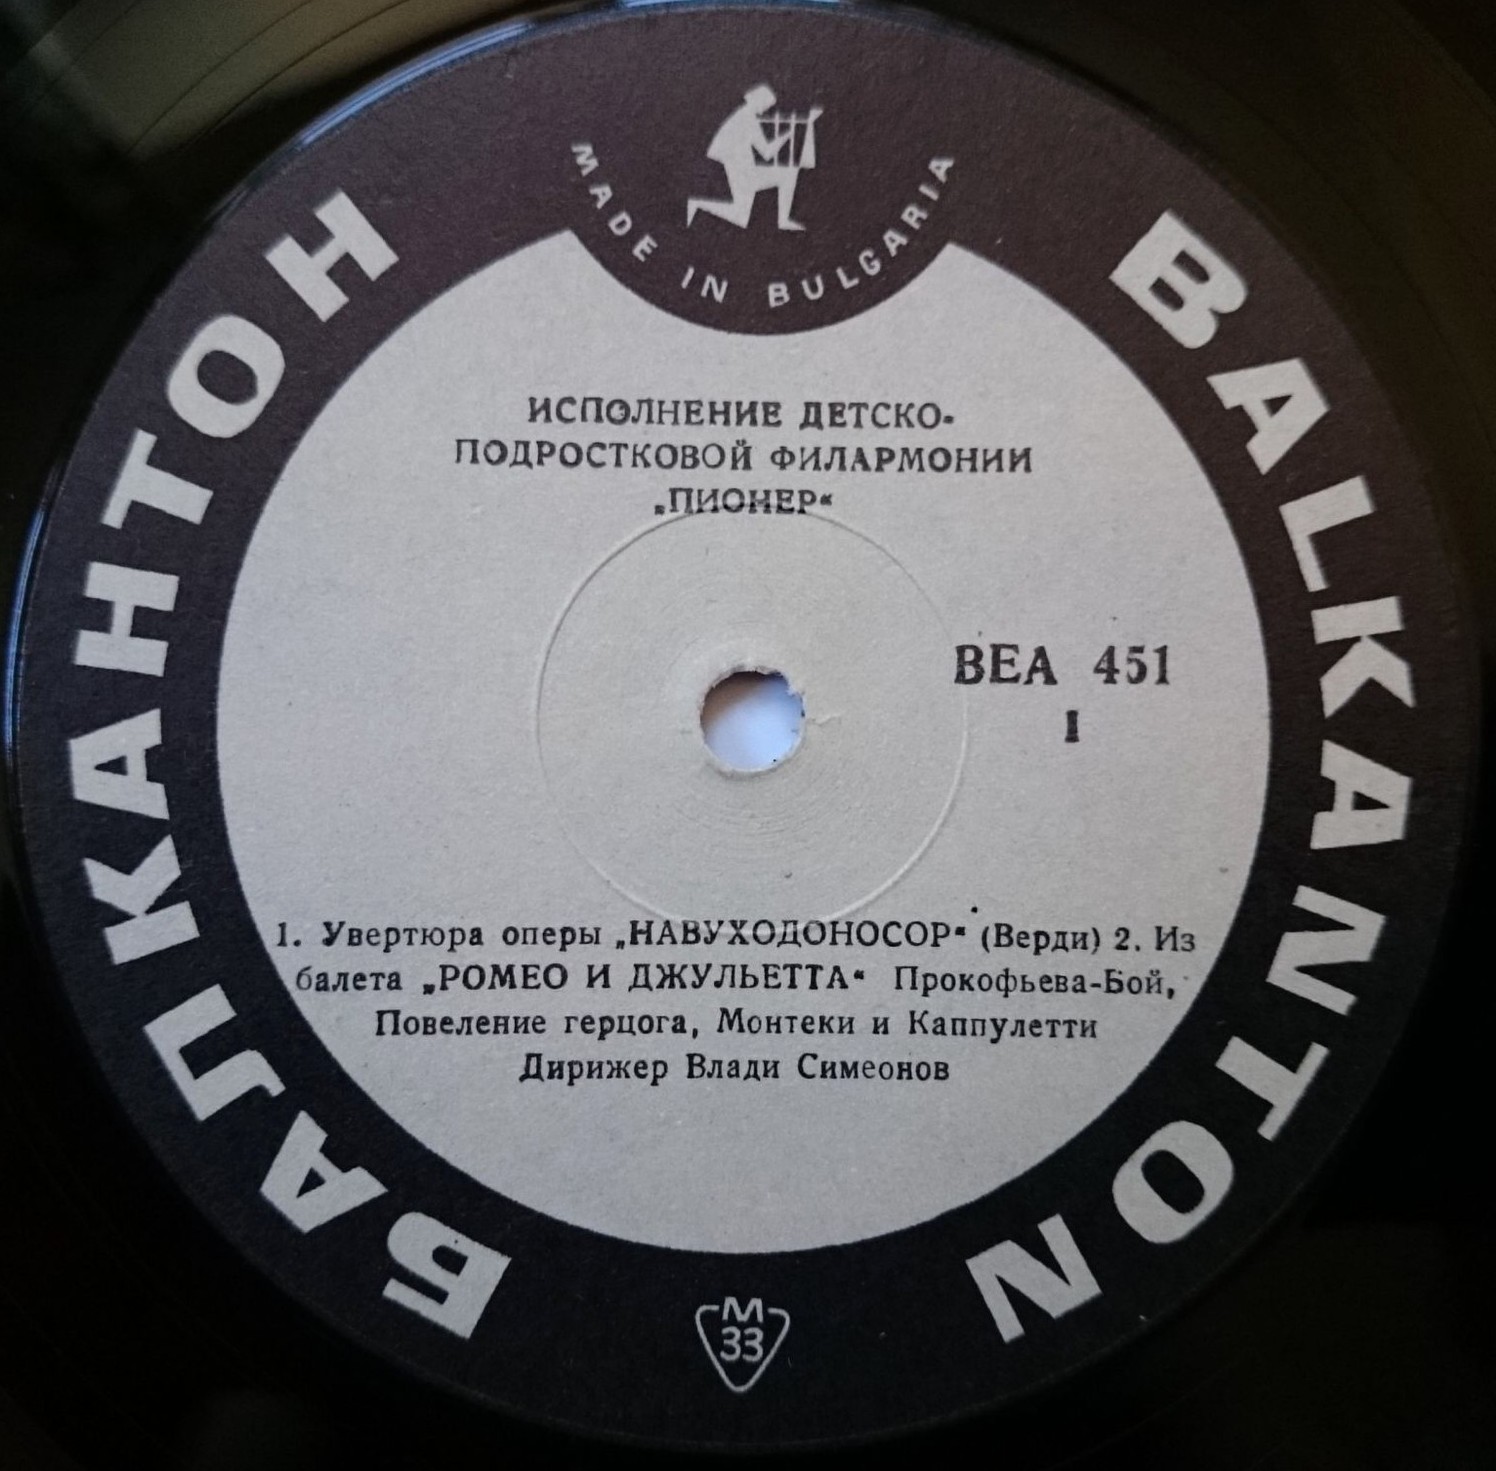 MADE IN BULGARIA
БАЛКАНТОН
BALKANTON
ИСПОЛНЕНИЕ ДЕТСКО-
ПОДРОСТКОВОЙ ФИЛАРМОНИИ
„ПИОНЕР“
ВЕА 451
I
1. Увертюра оперы „НАВУХОДОНОСОР“ (Верди) 2. Из
балета „РОМЕО И ДЖУЛЬЕТТА“ Прокофьева-Бой,
Повеление герцога, Монтеки и Каппулетти
Дирижер Влади Симеонов
M
33